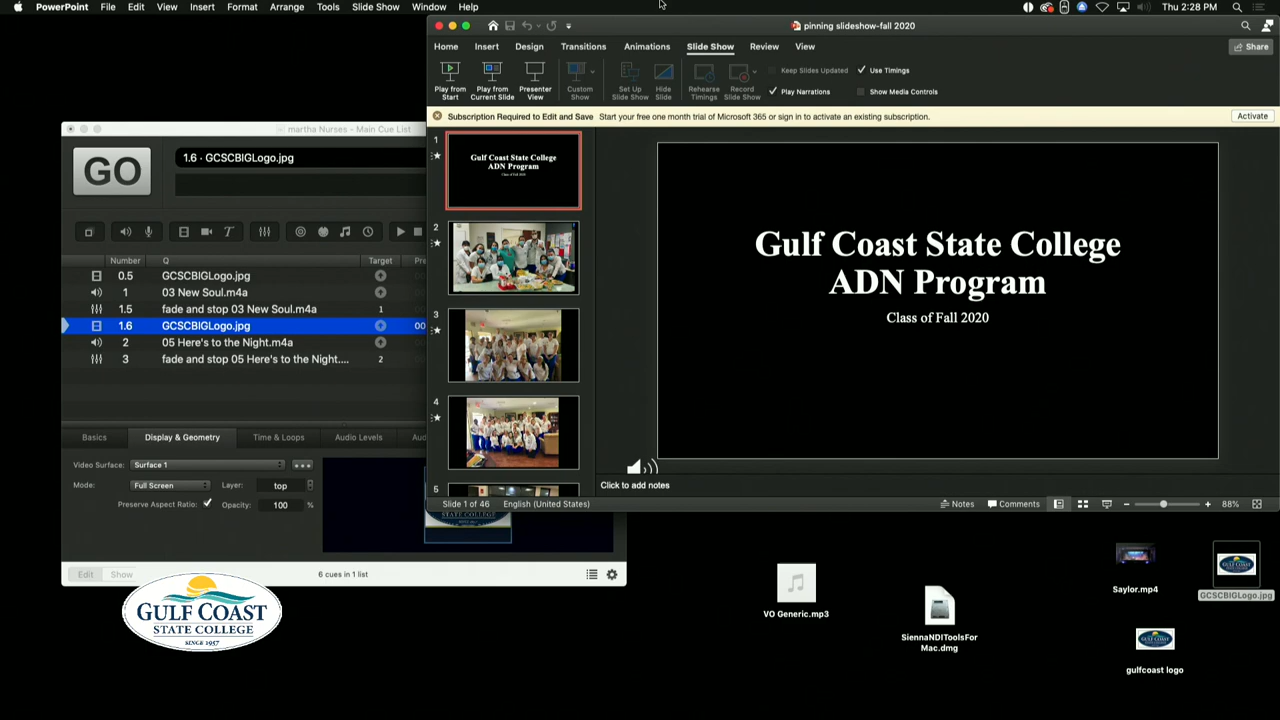 PowerPoint File Edit View Insert Format Arrange Tools Slide Show Window Help Thu 2:28 PM
pinning slideshow-fall 2020
Home Insert Design Transitions Animations Slide Show Review View Share
Play from Start
Play from Current Slide
Presenter View
Custom Show
Set Up Slide Show
Hide Slide
Rehearse Timings
Record Slide Show
Keep Slides Updated Use Timings
Play Narrations Show Media Controls
Subscription Required to Edit and Save Start your free one month trial of Microsoft 365 or sign in to activate an existing subscription. Activate
martha Nurses - Main Cue List
GO
1.6 · GCSCBIGLogo.jpg
Number Q Target Pre
0.5 GCSCBIGLogo.jpg
1 03 New Soul.m4a
1.5 fade and stop 03 New Soul.m4a 1
1.6 GCSCBIGLogo.jpg 00
2 05 Here's to the Night.m4a
3 fade and stop 05 Here's to the Night.... 2
Basics Display & Geometry Time & Loops Audio Levels Au
Video Surface: Surface 1
Mode: Full Screen Layer: top
Preserve Aspect Ratio: Opacity: 100 %
STATE COLLEGE
Edit Show 6 cues in 1 list
1
Gulf Coast State College
ADN Program
Class of Fall 2020
2
3
4
5
Gulf Coast State College
ADN Program
Class of Fall 2020
Click to add notes
Slide 1 of 46 English (United States) Notes Comments 88%
GULF COAST
STATE COLLEGE
SINCE 1957
VO Generic.mp3
SiennaNDIToolsFor
Mac.dmg
Saylor.mp4
GCSCBIGLogo.jpg
gulfcoast logo